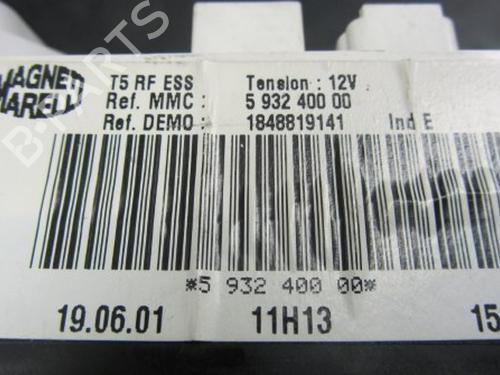 MAGNETI T5 RF ESS Tension : 12V
MARELLI Ref. MMC : 5 932 400 00
Ref. DEMO : 1848819141 Ind E
*5 932 400 00*
19.06.01 11H13 15
B-PARTS